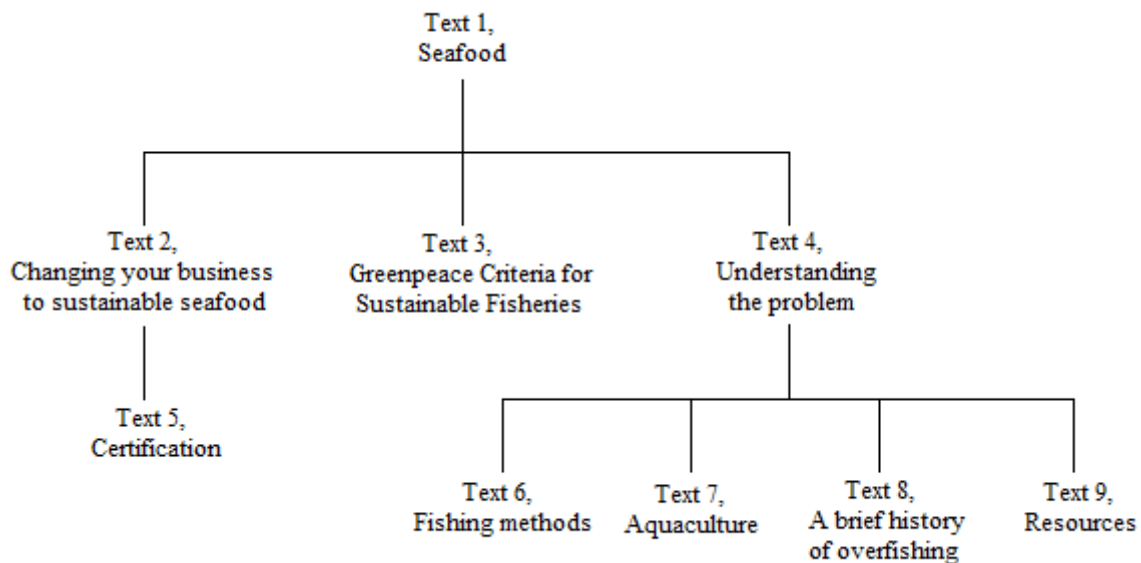 Text 1,
Seafood
Text 2,
Changing your business
to sustainable seafood
Text 3,
Greenpeace Criteria for
Sustainable Fisheries
Text 4,
Understanding
the problem
Text 5,
Certification
Text 6,
Fishing methods
Text 7,
Aquaculture
Text 8,
A brief history
of overfishing
Text 9,
Resources